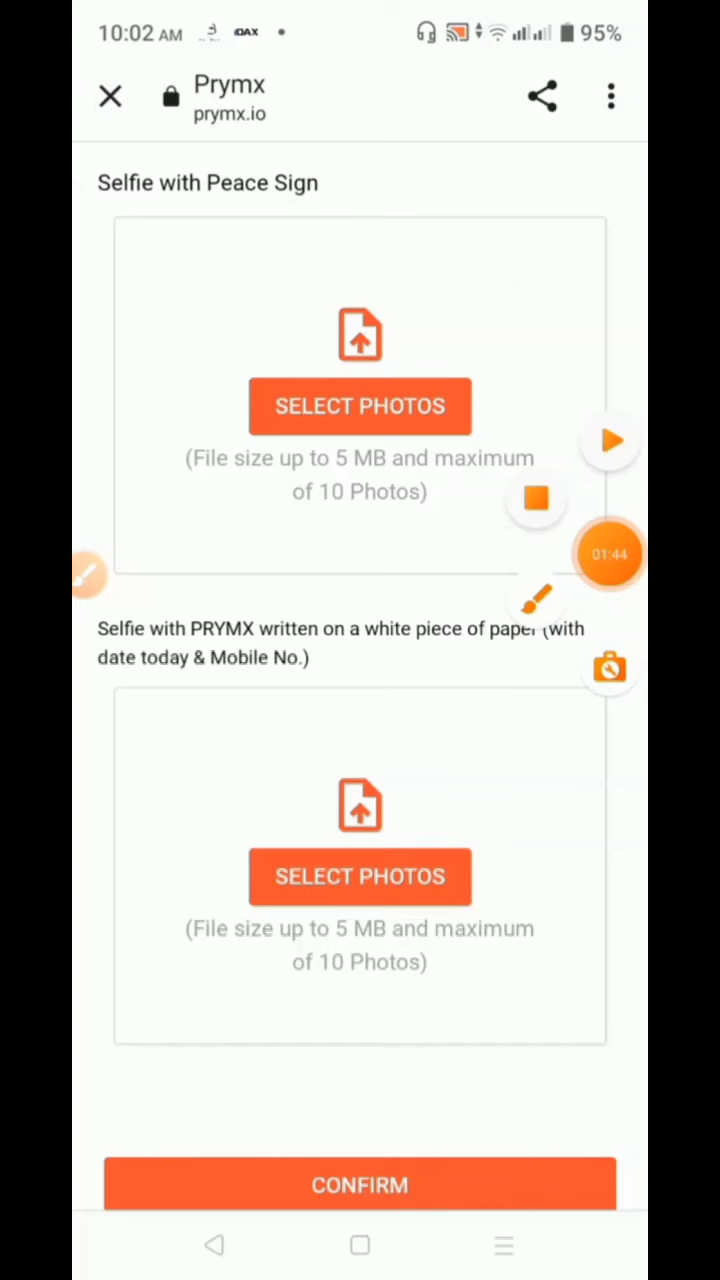 10:02 AM
IDAX
95%
Prymx
prymx.io
Selfie with Peace Sign
SELECT PHOTOS
(File size up to 5 MB and maximum
of 10 Photos)
01:44
Selfie with PRYMX written on a white piece of paper (with
date today & Mobile No.)
SELECT PHOTOS
(File size up to 5 MB and maximum
of 10 Photos)
CONFIRM